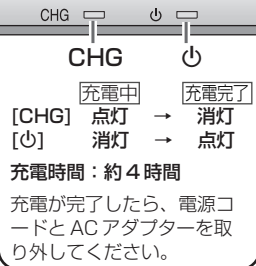 CHG ⏻
CHG ⏻
充電中 充電完了
[CHG] 点灯 → 消灯
[⏻] 消灯 → 点灯
充電時間：約4時間
充電が完了したら、電源コ
ードとACアダプターを取
り外してください。